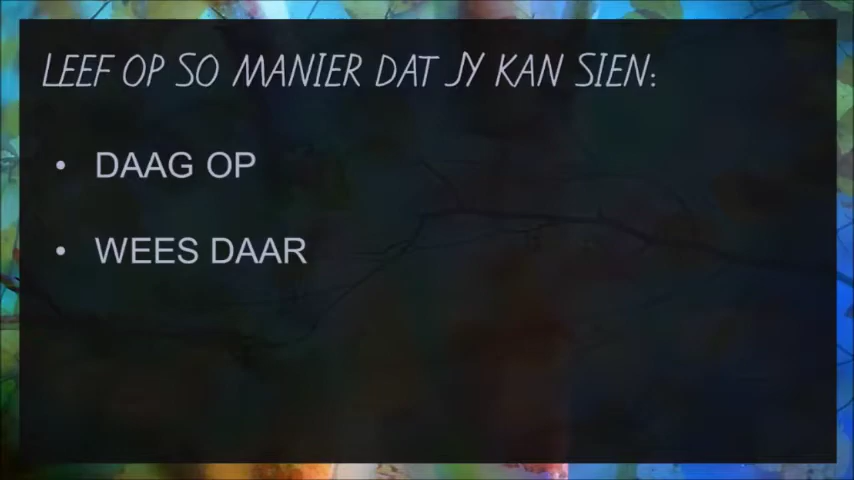 LEEF OP SO MANIER DAT JY KAN SIEN:
• DAAG OP
• WEES DAAR